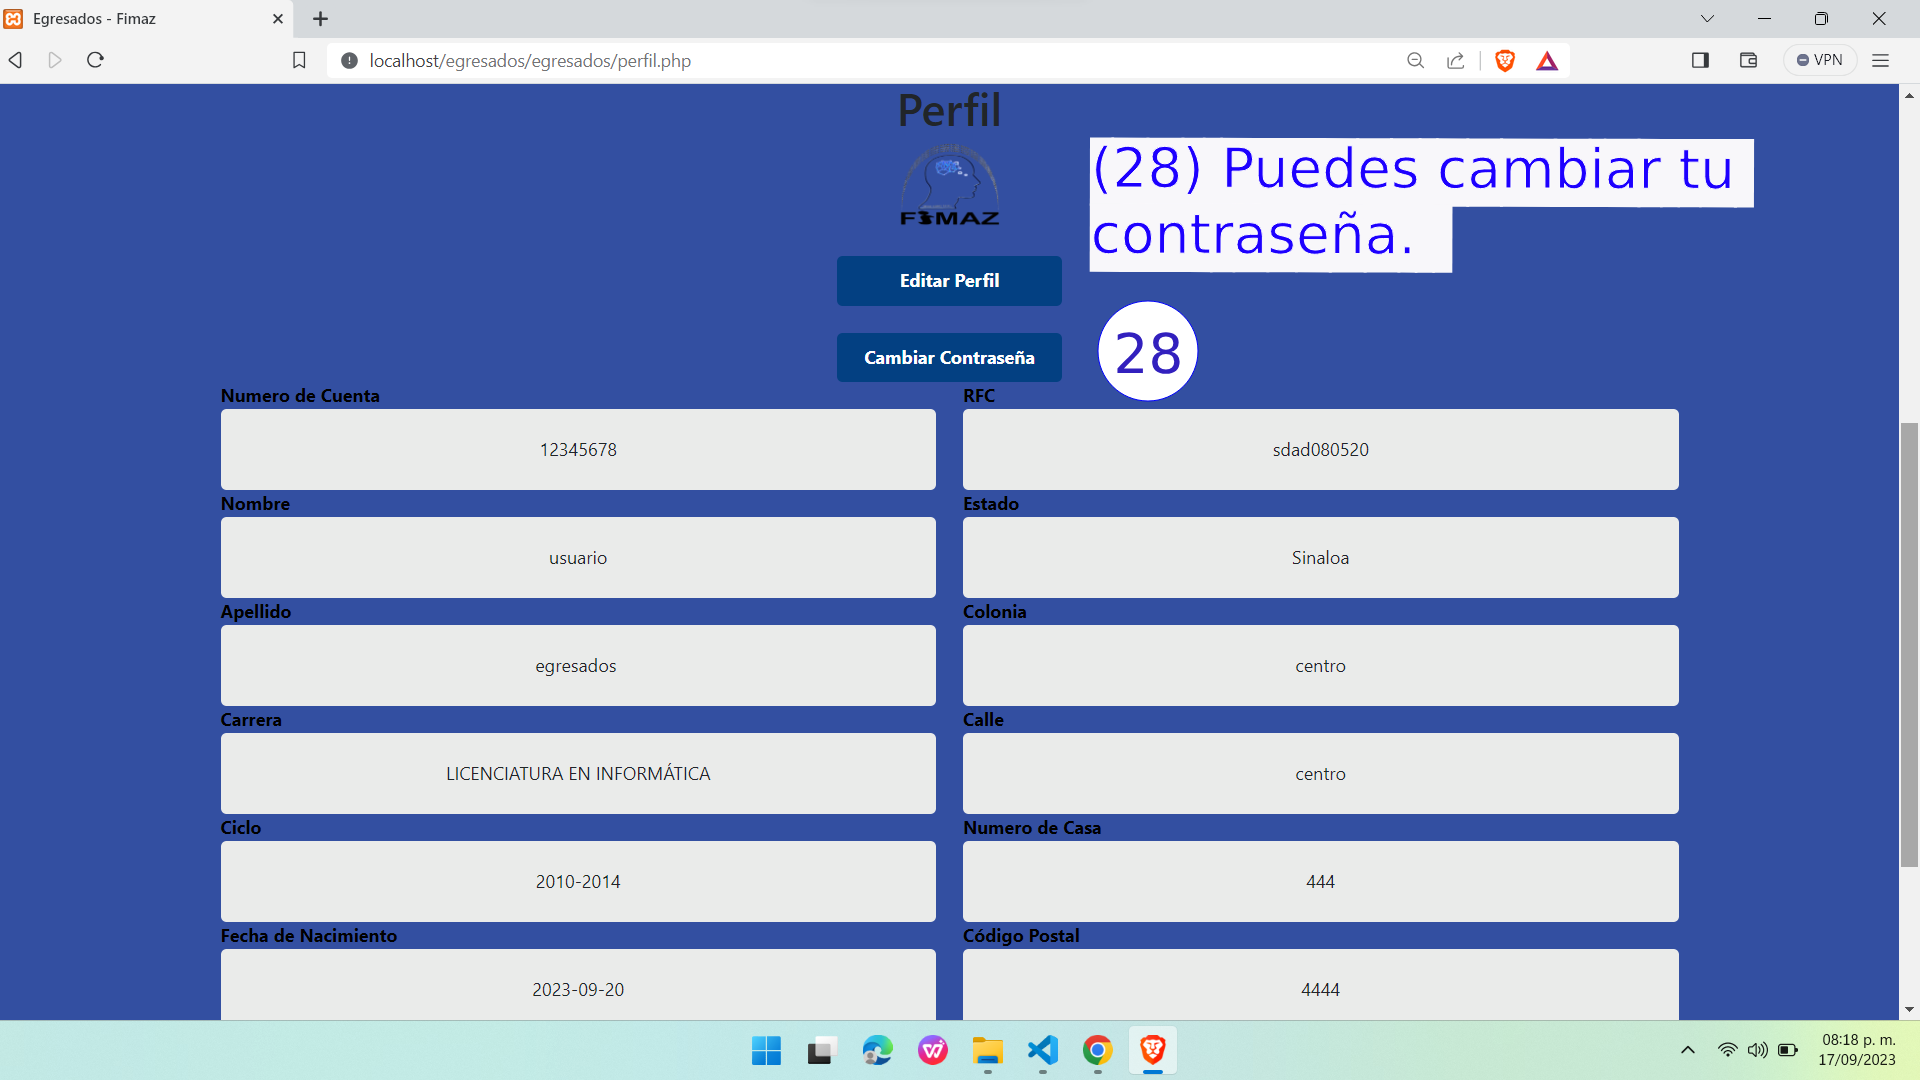 Egresados - Fimaz
localhost/egresados/egresados/perfil.php
VPN
Perfil
FIMAZ
(28) Puedes cambiar tu
contraseña.
Editar Perfil
Cambiar Contraseña
28
Numero de Cuenta
12345678
RFC
sdad080520
Nombre
usuario
Estado
Sinaloa
Apellido
egresados
Colonia
centro
Carrera
LICENCIATURA EN INFORMÁTICA
Calle
centro
Ciclo
2010-2014
Numero de Casa
444
Fecha de Nacimiento
2023-09-20
Código Postal
4444
08:18 p. m.
17/09/2023